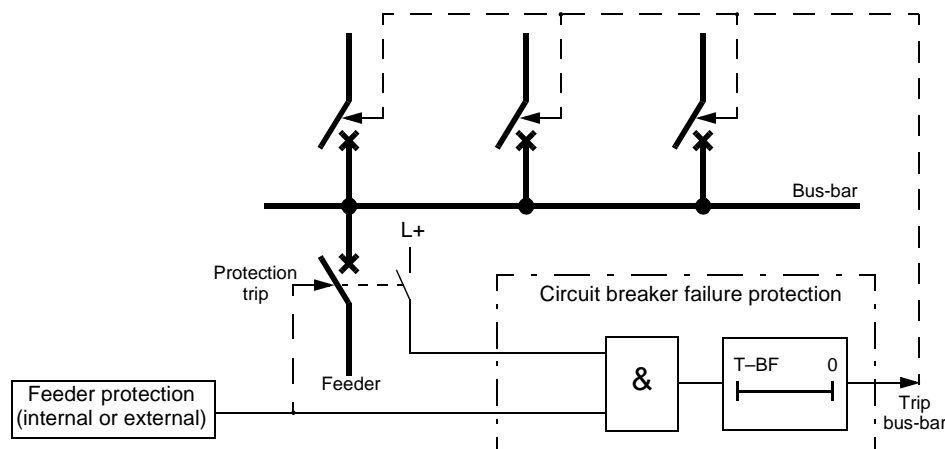 Bus-bar
L+
Protection
trip
Circuit breaker failure protection
T–BF 0
&
Feeder
Feeder protection
(internal or external)
Trip
bus-bar